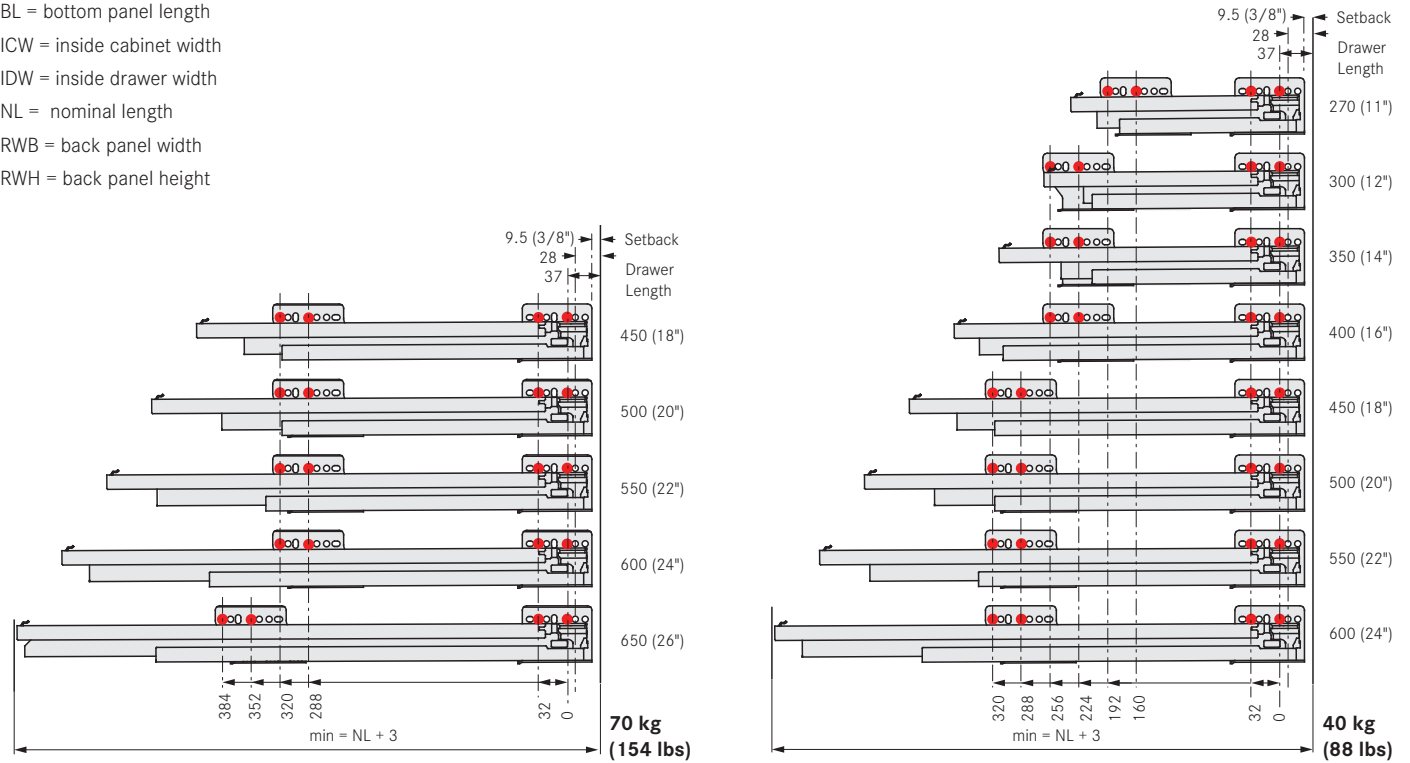 BL = bottom panel length
ICW = inside cabinet width
IDW = inside drawer width
NL = nominal length
RWB = back panel width
RWH = back panel height
9.5 (3/8") Setback
28
37 Drawer
Length
450 (18")
500 (20")
550 (22")
600 (24")
650 (26")
384 352 320 288 32 0
min = NL + 3
70 kg
(154 lbs)
9.5 (3/8") Setback
28
37 Drawer
Length
270 (11")
300 (12")
350 (14")
400 (16")
450 (18")
500 (20")
550 (22")
600 (24")
320 288 256 224 192 160 32 0
min = NL + 3
40 kg
(88 lbs)